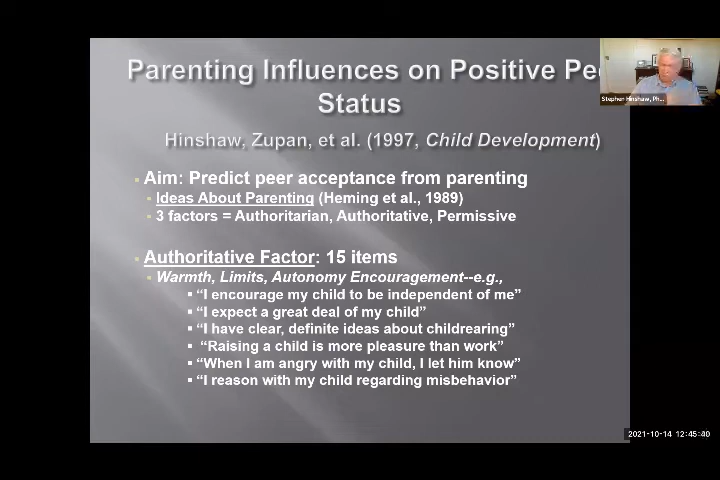 Parenting Influences on Positive Pee
Status
Hinshaw, Zupan, et al. (1997, Child Development)
Aim: Predict peer acceptance from parenting
Ideas About Parenting (Heming et al., 1989)
3 factors = Authoritarian, Authoritative, Permissive
Authoritative Factor: 15 items
Warmth, Limits, Autonomy Encouragement--e.g.,
“I encourage my child to be independent of me”
“I expect a great deal of my child”
“I have clear, definite ideas about childrearing”
“Raising a child is more pleasure than work”
“When I am angry with my child, I let him know”
“I reason with my child regarding misbehavior”
Stephen Hinshaw, Ph...
2021-10-14 12:45:40